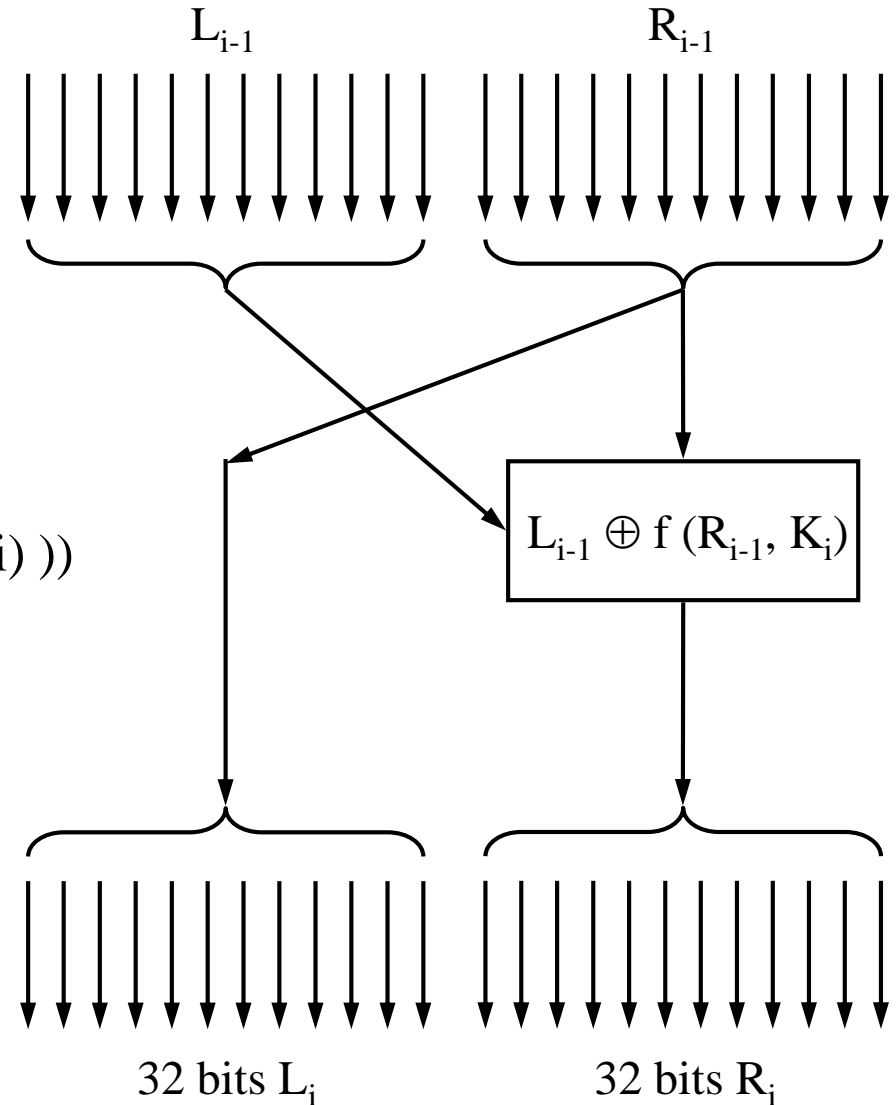 L_{i-1} R_{i-1}
L_{i-1} ⊕ f (R_{i-1}, K_i)
i) ))
32 bits L_i 32 bits R_i